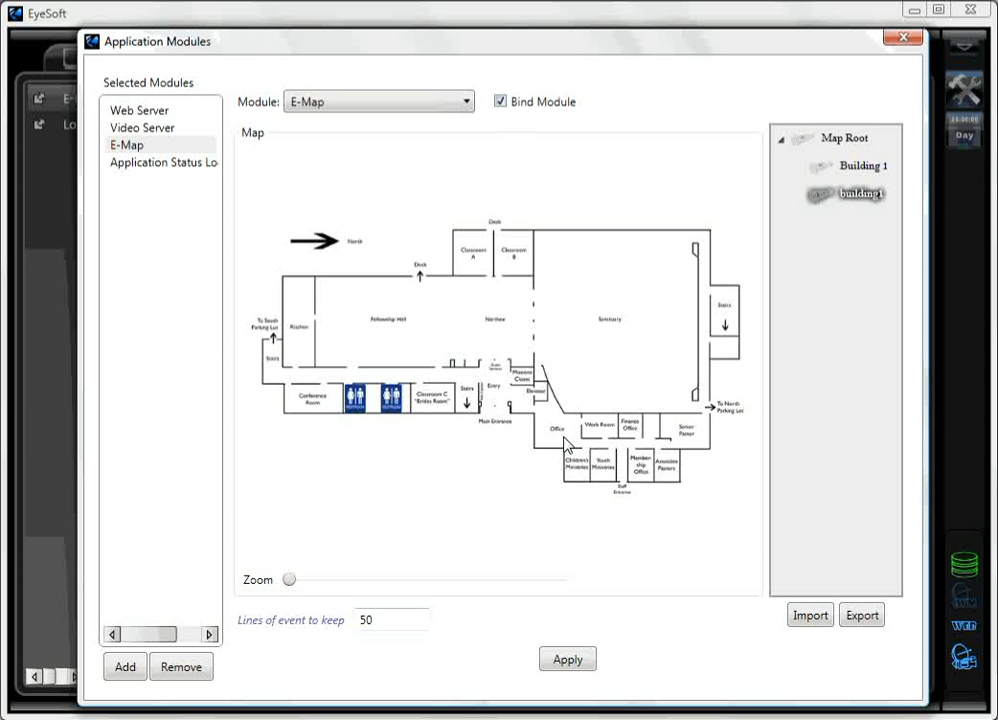 EyeSoft
Application Modules
Selected Modules
Web Server
Video Server
E-Map
Application Status Lo
Module:
E-Map
Bind Module
Map
Map Root
Building 1
building1
Deck
North
Classroom
A
Classroom
B
Deck
To South
Parking Lot
Kitchen
Fellowship Hall
Narthex
Sanctuary
Stairs
Stairs
Conference
Room
Classroom C
"Brides Room"
Stairs
Entry
Closet
Elevator
Main Entrance
Office
Work Room
Finance
Office
Senior
Pastor
To North
Parking Lot
Children's
Ministries
Youth
Ministries
Member-
ship
Office
Associate
Pastors
Staff
Entrance
Zoom
Lines of event to keep
50
Import
Export
Add
Remove
Apply
Day
WEB